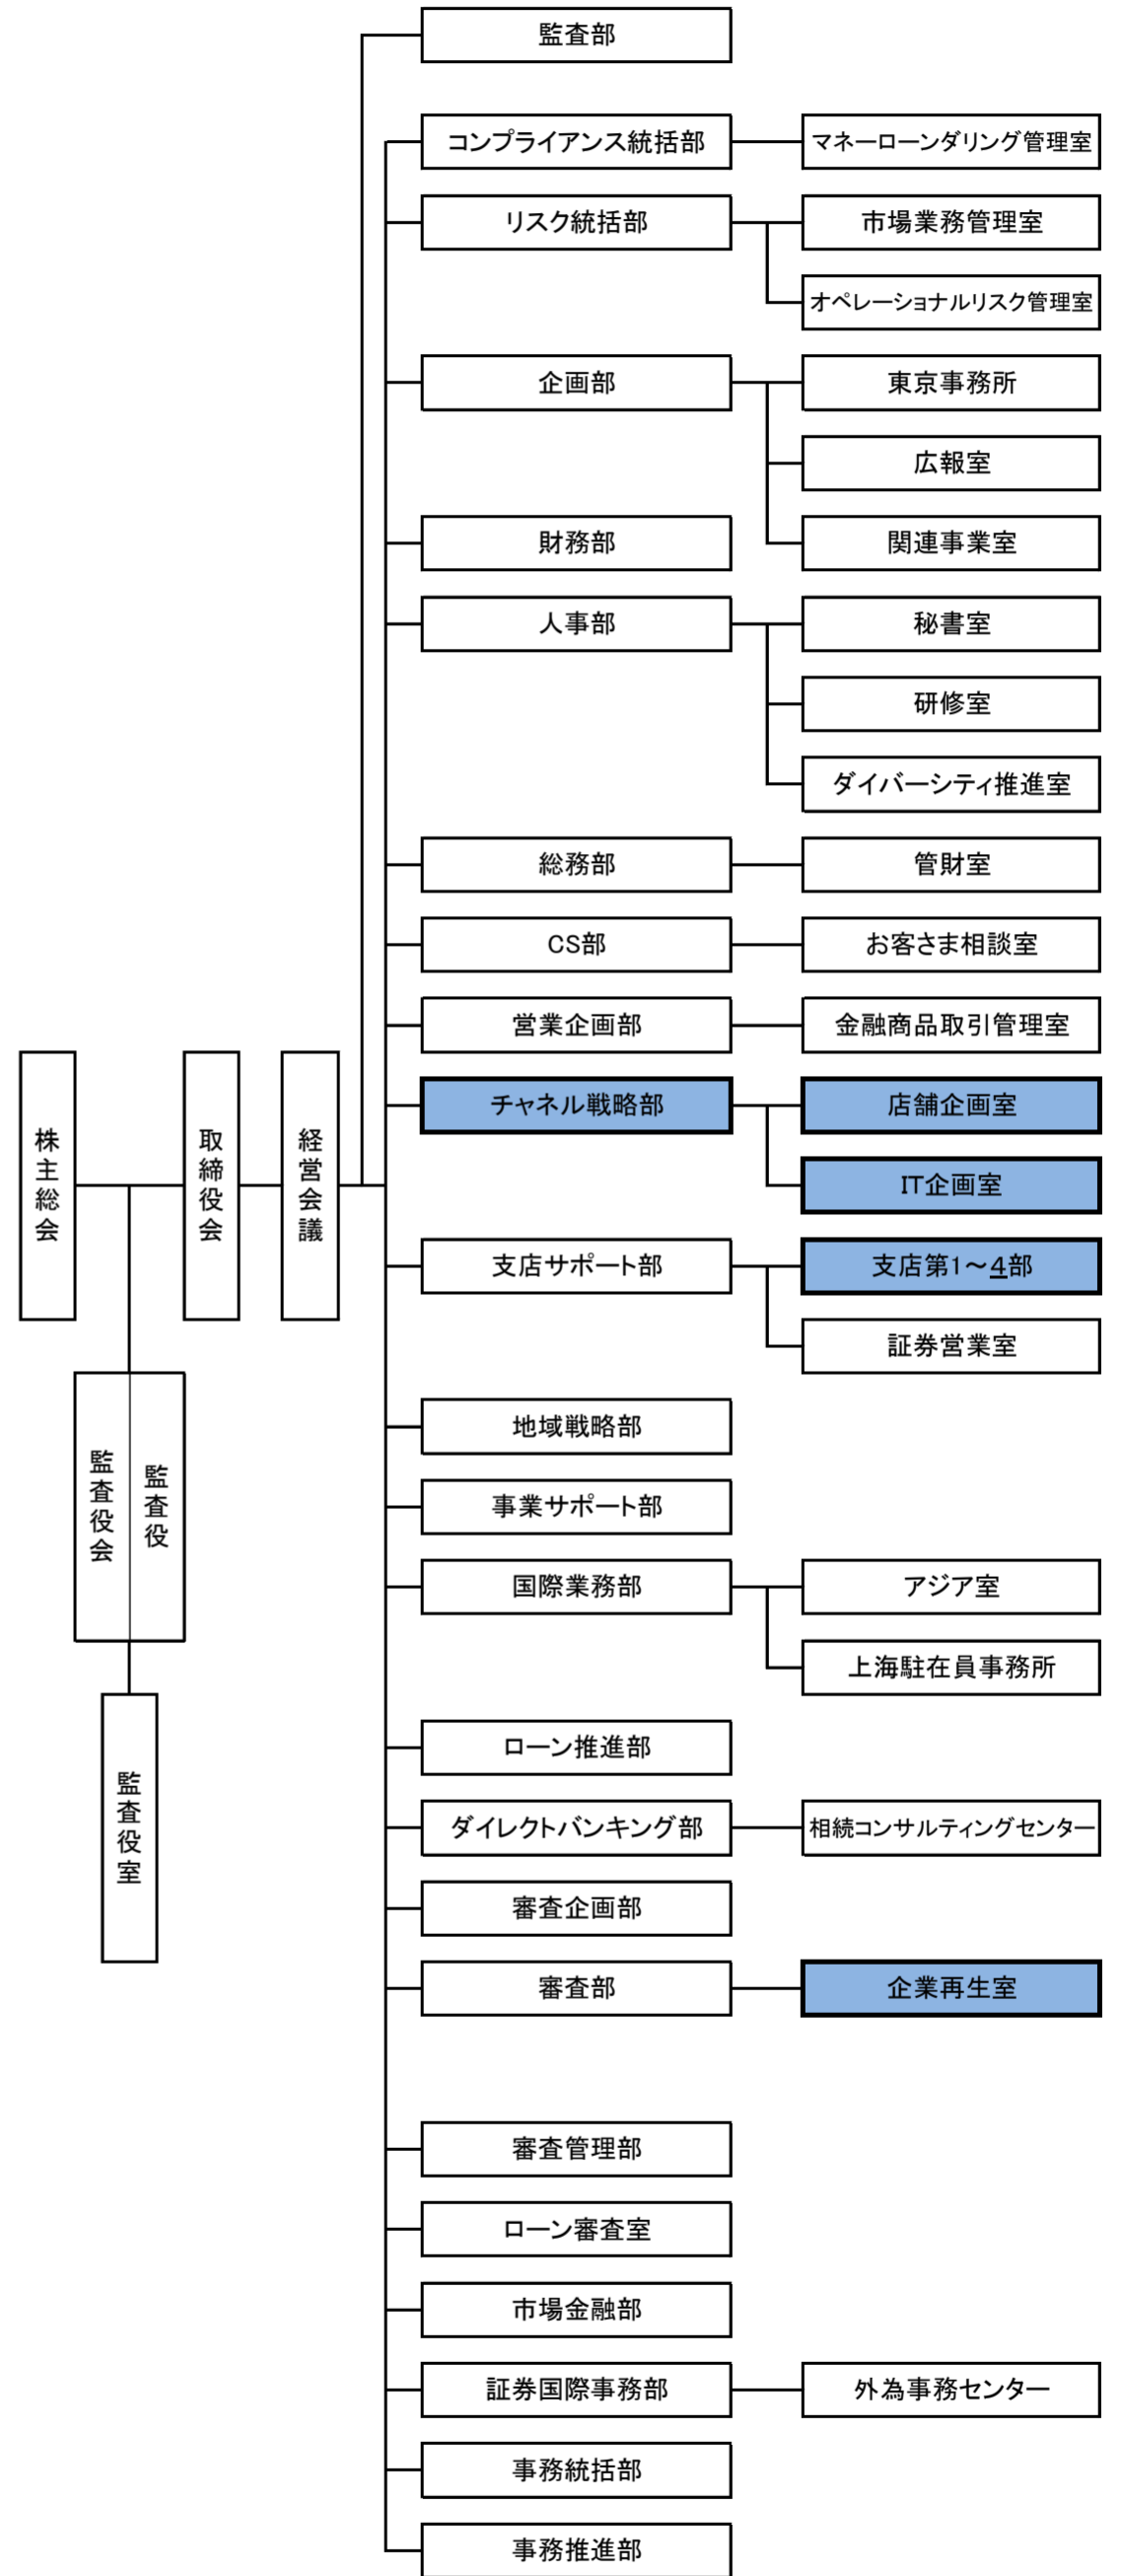 監査部
コンプライアンス統括部
マネーローンダリング管理室
リスク統括部
市場業務管理室
オペレーショナルリスク管理室
企画部
東京事務所
広報室
財務部
関連事業室
人事部
秘書室
研修室
ダイバーシティ推進室
総務部
管財室
CS部
お客さま相談室
営業企画部
金融商品取引管理室
株主総会
取締役会
経営会議
チャネル戦略部
店舗企画室
IT企画室
支店サポート部
支店第1～4部
証券営業室
監査役会
監査役
地域戦略部
事業サポート部
国際業務部
アジア室
上海駐在員事務所
監査役室
ローン推進部
ダイレクトバンキング部
相続コンサルティングセンター
審査企画部
審査部
企業再生室
審査管理部
ローン審査室
市場金融部
証券国際事務部
外為事務センター
事務統括部
事務推進部